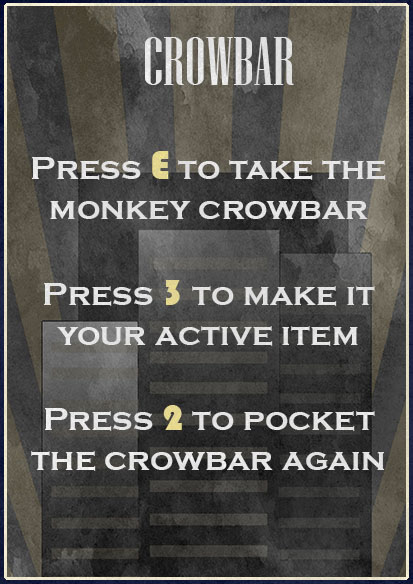 CROWBAR
PRESS E TO TAKE THE
MONKEY CROWBAR
PRESS 3 TO MAKE IT
YOUR ACTIVE ITEM
PRESS 2 TO POCKET
THE CROWBAR AGAIN